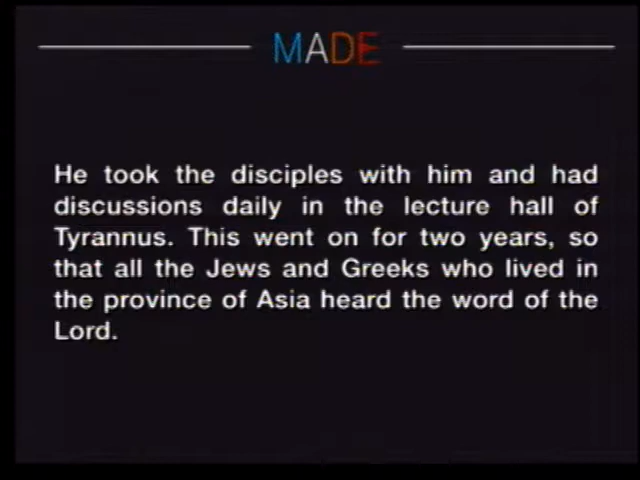 MADE
He took the disciples with him and had
discussions daily in the lecture hall of
Tyrannus. This went on for two years, so
that all the Jews and Greeks who lived in
the province of Asia heard the word of the
Lord.